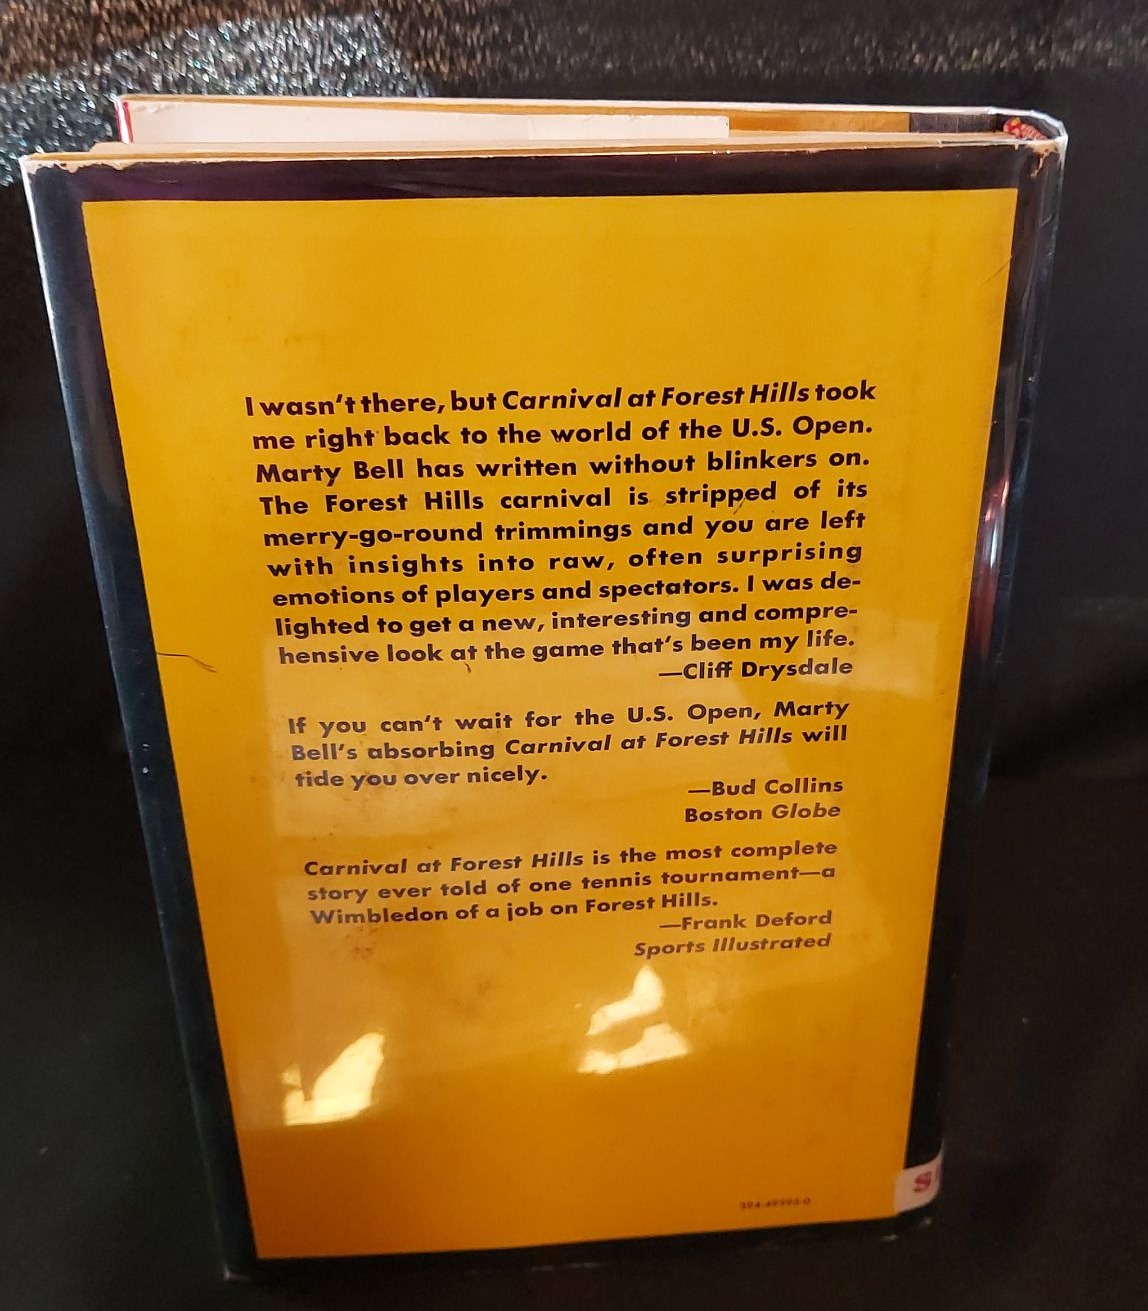 I wasn't there, but Carnival at Forest Hills took
me right back to the world of the U.S. Open.
Marty Bell has written without blinkers on.
The Forest Hills carnival is stripped of its
merry-go-round trimmings and you are left
with insights into raw, often surprising
emotions of players and spectators. I was de-
lighted to get a new, interesting and compre-
hensive look at the game that's been my life.
—Cliff Drysdale
If you can't wait for the U.S. Open, Marty
Bell's absorbing Carnival at Forest Hills will
tide you over nicely.
—Bud Collins
Boston Globe
Carnival at Forest Hills is the most complete
story ever told of one tennis tournament—a
Wimbledon of a job on Forest Hills.
—Frank Deford
Sports Illustrated
S